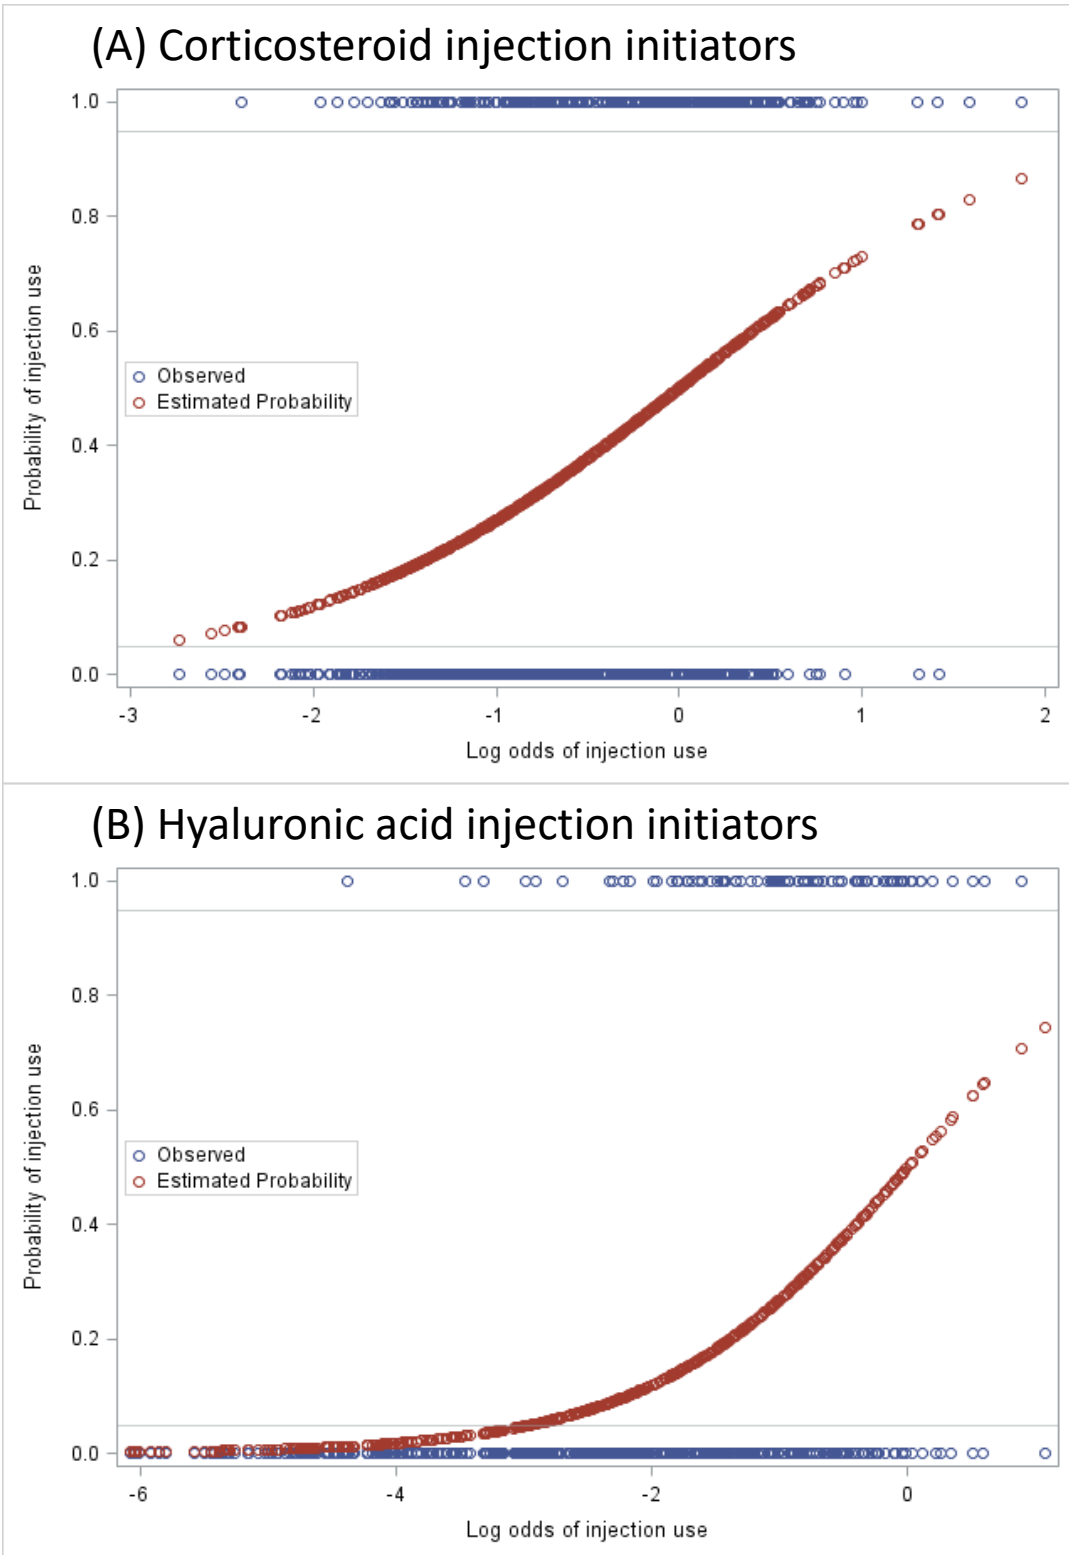 (A) Corticosteroid injection initiators
1.0
0.8
0.6
0.4
0.2
0.0
Probability of injection use
Observed
Estimated Probability
-3
-2
-1
0
1
2
Log odds of injection use
(B) Hyaluronic acid injection initiators
1.0
0.8
0.6
0.4
0.2
0.0
Probability of injection use
Observed
Estimated Probability
-6
-4
-2
0
Log odds of injection use